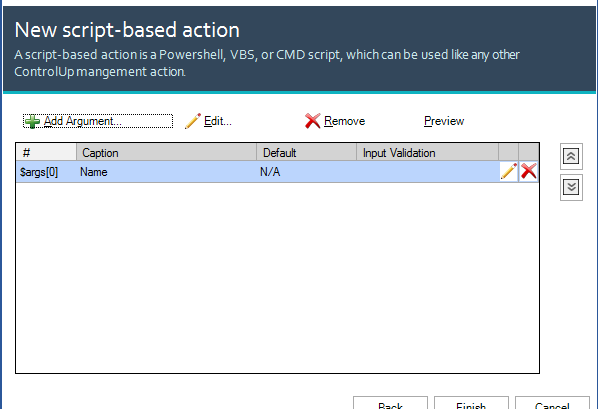 New script-based action
A script-based action is a Powershell, VBS, or CMD script, which can be used like any other
ControlUp mangement action.
Add Argument... Edit... Remove Preview
# Caption Default Input Validation
$args[0] Name N/A
Back Finish Cancel